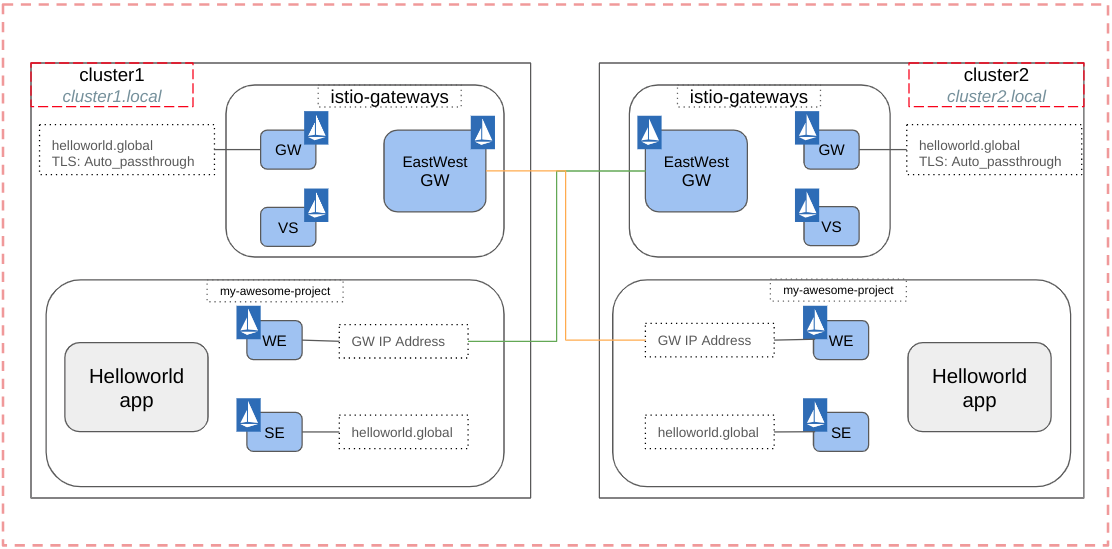 cluster1
cluster1.local
helloworld.global
TLS: Auto_passthrough
istio-gateways
GW
EastWest
GW
VS
my-awesome-project
WE
GW IP Address
Helloworld
app
SE
helloworld.global
cluster2
cluster2.local
istio-gateways
EastWest
GW
GW
helloworld.global
TLS: Auto_passthrough
VS
my-awesome-project
GW IP Address
WE
Helloworld
app
helloworld.global
SE